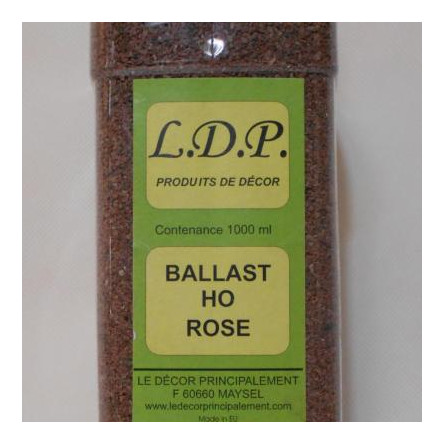 L.D.P.
PRODUITS DE DÉCOR
Contenance 1000 ml
BALLAST
HO
ROSE
LE DÉCOR PRINCIPALEMENT
F 60660 MAYSEL
www.ledecorprincipalement.com
Made in EU